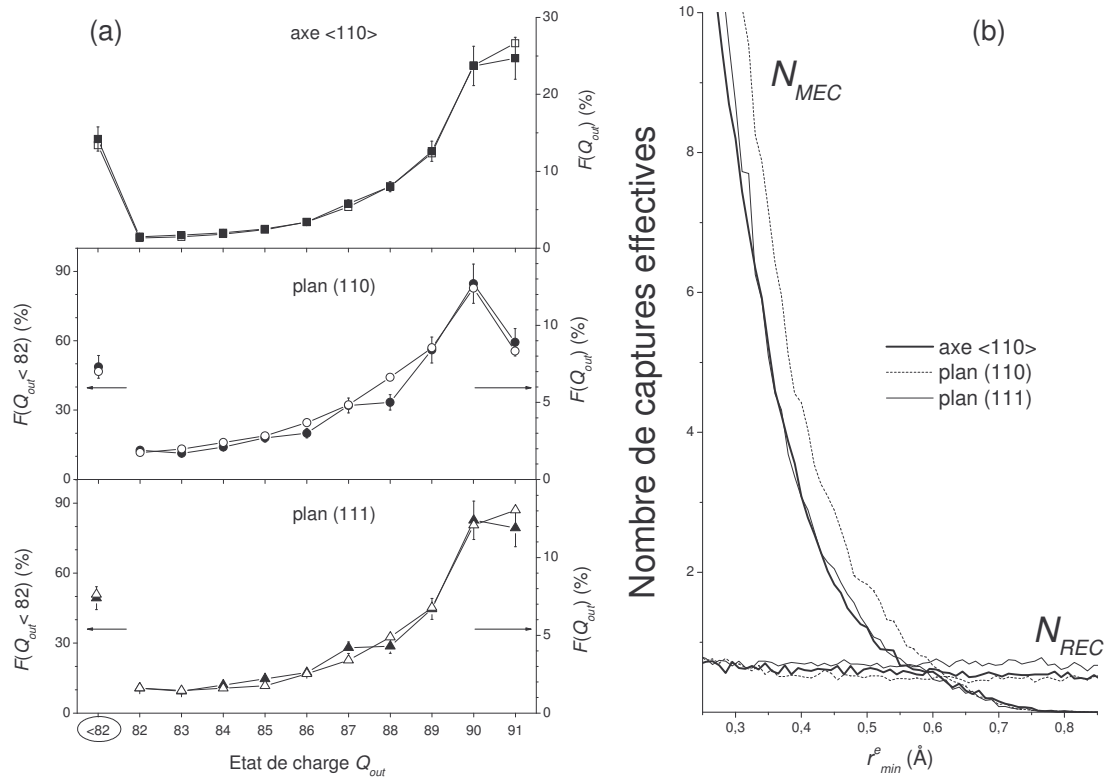 (a)
axe <110>
30
20
10
0
F(Q_out) (%)
plan (110)
90
60
30
0
F(Q_out < 82) (%)
10
5
0
F(Q_out) (%)
plan (111)
90
60
30
0
F(Q_out < 82) (%)
10
5
0
F(Q_out) (%)
<82 82 83 84 85 86 87 88 89 90 91
Etat de charge Q_out
(b)
Nombre de captures effectives
10
8
6
4
2
N_MEC
axe <110>
plan (110)
plan (111)
N_REC
0,3 0,4 0,5 0,6 0,7 0,8
r^e_min (Å)